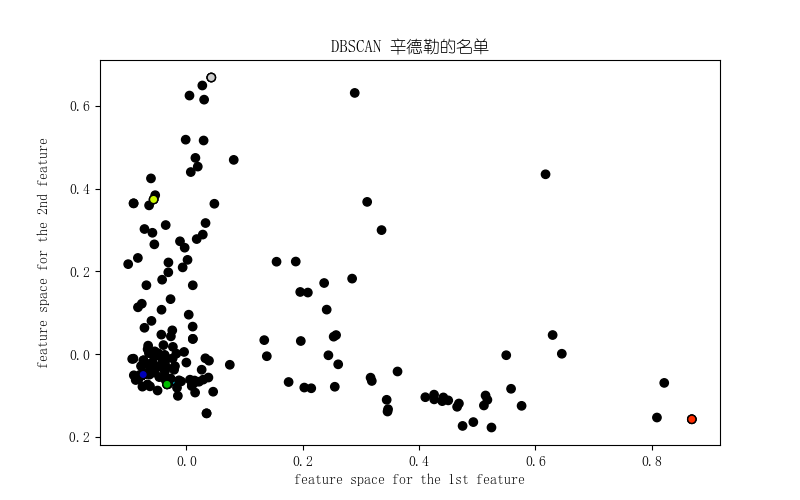 DBSCAN 辛德勒的名单
feature space for the 2nd feature
0.6
0.4
0.2
0.0
0.2
0.0 0.2 0.4 0.6 0.8
feature space for the 1st feature